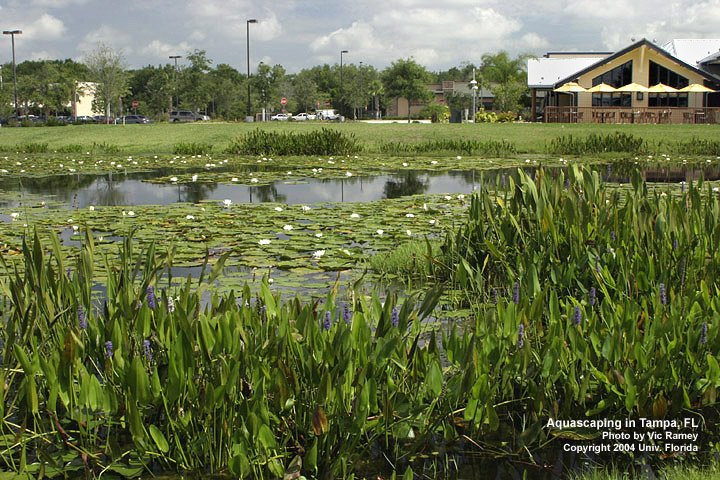 Aquascaping in Tampa, FL
Photo by Vic Ramey
Copyright 2004 Univ. Florida